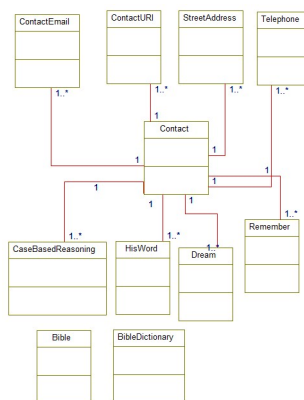 ContactEmail
ContactURI
StreetAddress
Telephone
1..*
1..*
1..*
1..*
1
Contact
1
1
1
1
1
1
1
1
1..*
1..*
1..*
1..*
CaseBasedReasoning
HisWord
Dream
Remember
Bible
BibleDictionary